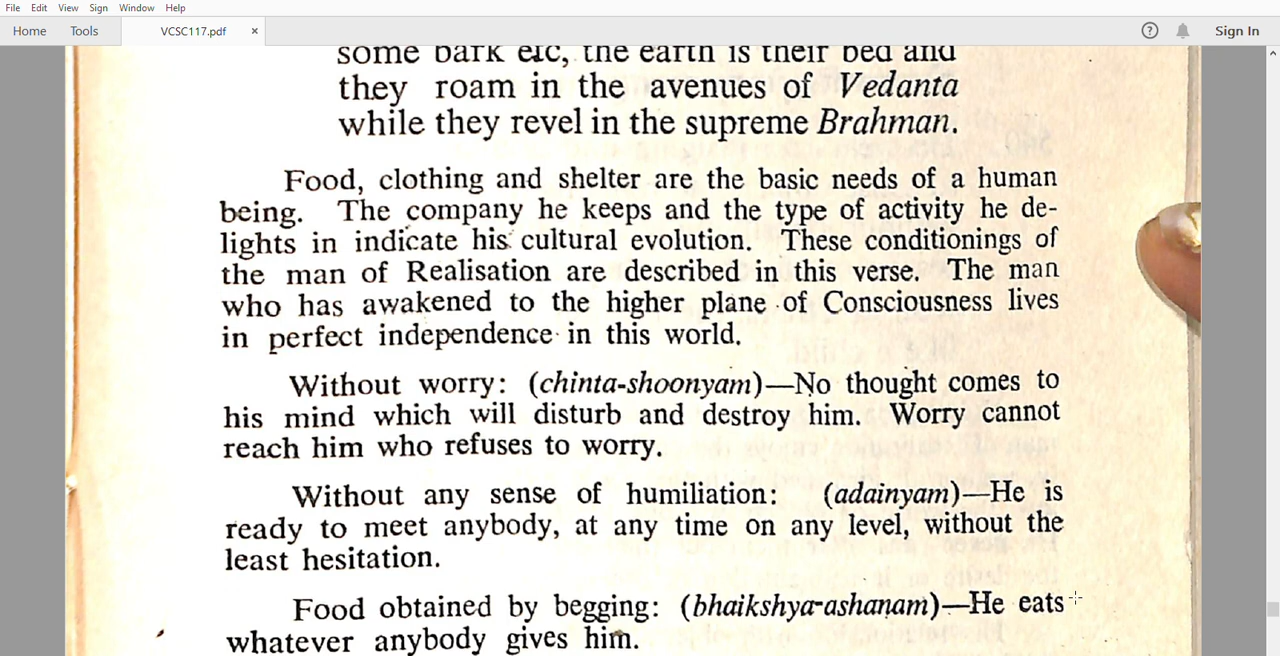 File Edit View Sign Window Help
Home Tools VCSC117.pdf × ? Sign In
some bark etc, the earth is their bed and
they roam in the avenues of Vedanta
while they revel in the supreme Brahman.
Food, clothing and shelter are the basic needs of a human
being. The company he keeps and the type of activity he de-
lights in indicate his cultural evolution. These conditionings of
the man of Realisation are described in this verse. The man
who has awakened to the higher plane of Consciousness lives
in perfect independence in this world.
Without worry: (chinta-shoonyam)—No thought comes to
his mind which will disturb and destroy him. Worry cannot
reach him who refuses to worry.
Without any sense of humiliation: (adainyam)—He is
ready to meet anybody, at any time on any level, without the
least hesitation.
Food obtained by begging: (bhaikshya-ashanam)—He eats
whatever anybody gives him.